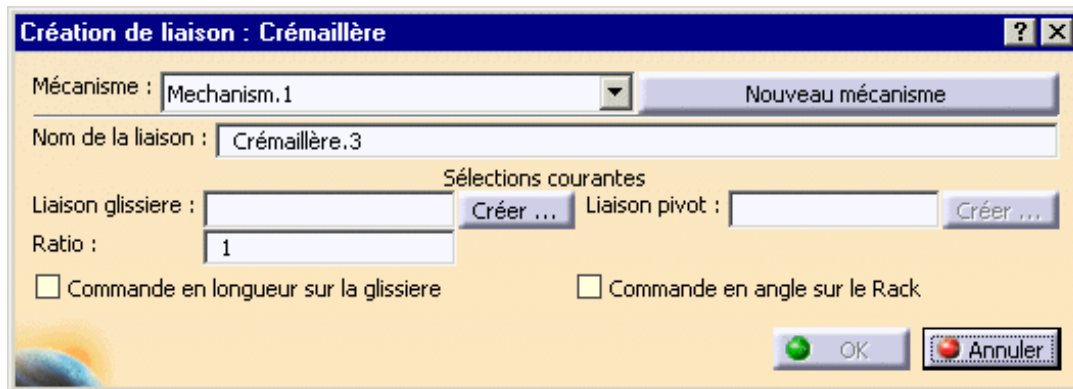 Création de liaison : Crémaillère
Mécanisme : Mechanism.1 Nouveau mécanisme
Nom de la liaison : Crémaillère.3
Sélections courantes
Liaison glissiere : Créer ... Liaison pivot : Créer ...
Ratio : 1
Commande en longueur sur la glissiere Commande en angle sur le Rack
OK Annuler